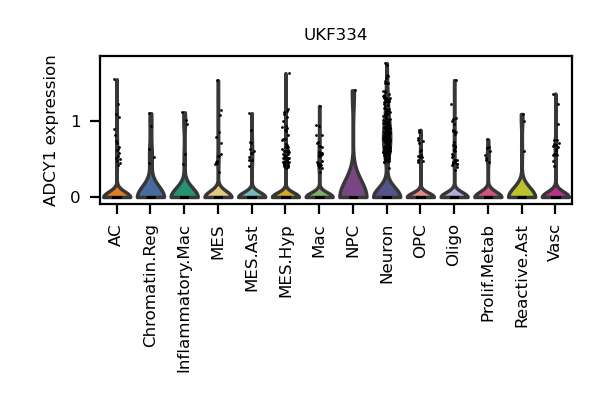 UKF334
ADCY1 expression
1
0
AC
Chromatin.Reg
Inflammatory.Mac
MES
MES.Ast
MES.Hyp
Mac
NPC
Neuron
OPC
Oligo
Prolif.Metab
Reactive.Ast
Vasc